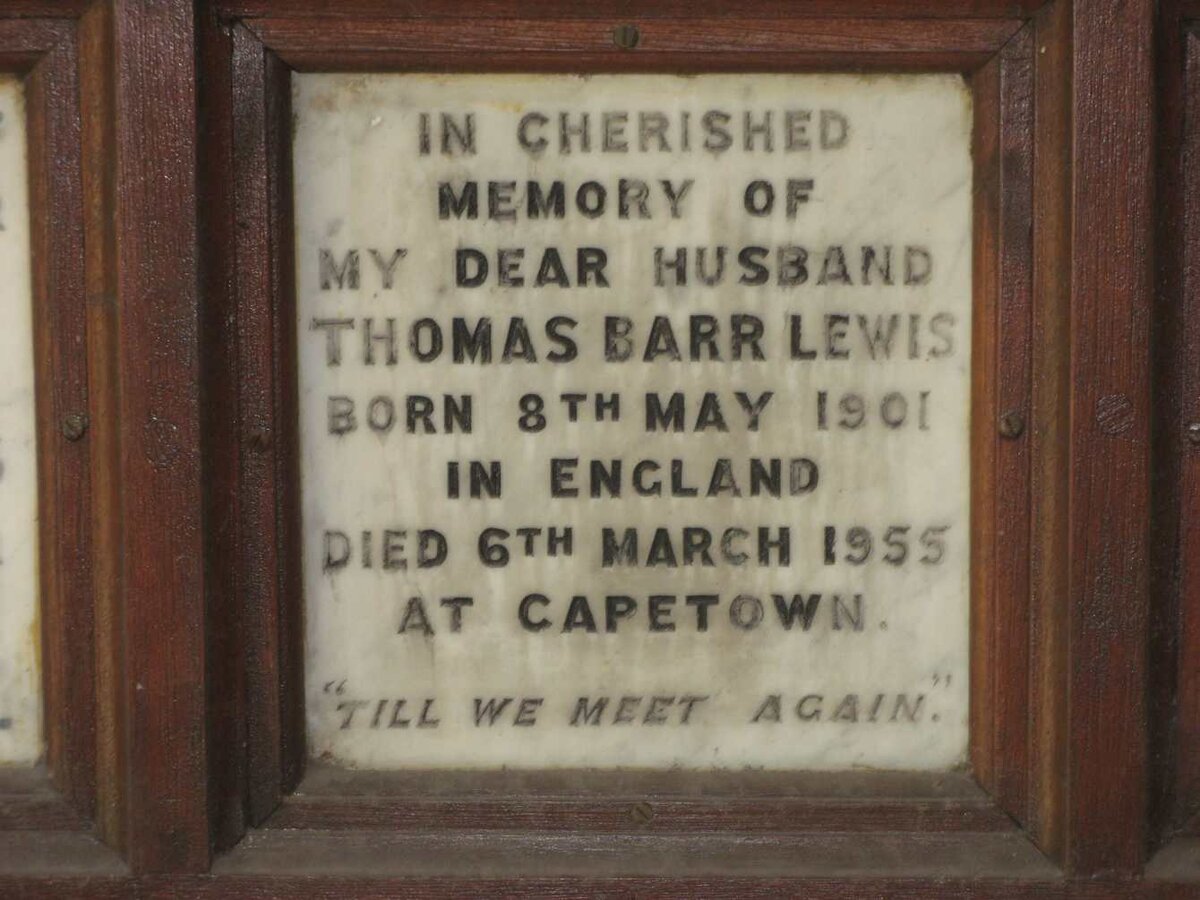 IN CHERISHED
MEMORY OF
MY DEAR HUSBAND
THOMAS BARR LEWIS
BORN 8TH MAY 1901
IN ENGLAND
DIED 6TH MARCH 1955
AT CAPETOWN.
"TILL WE MEET AGAIN."